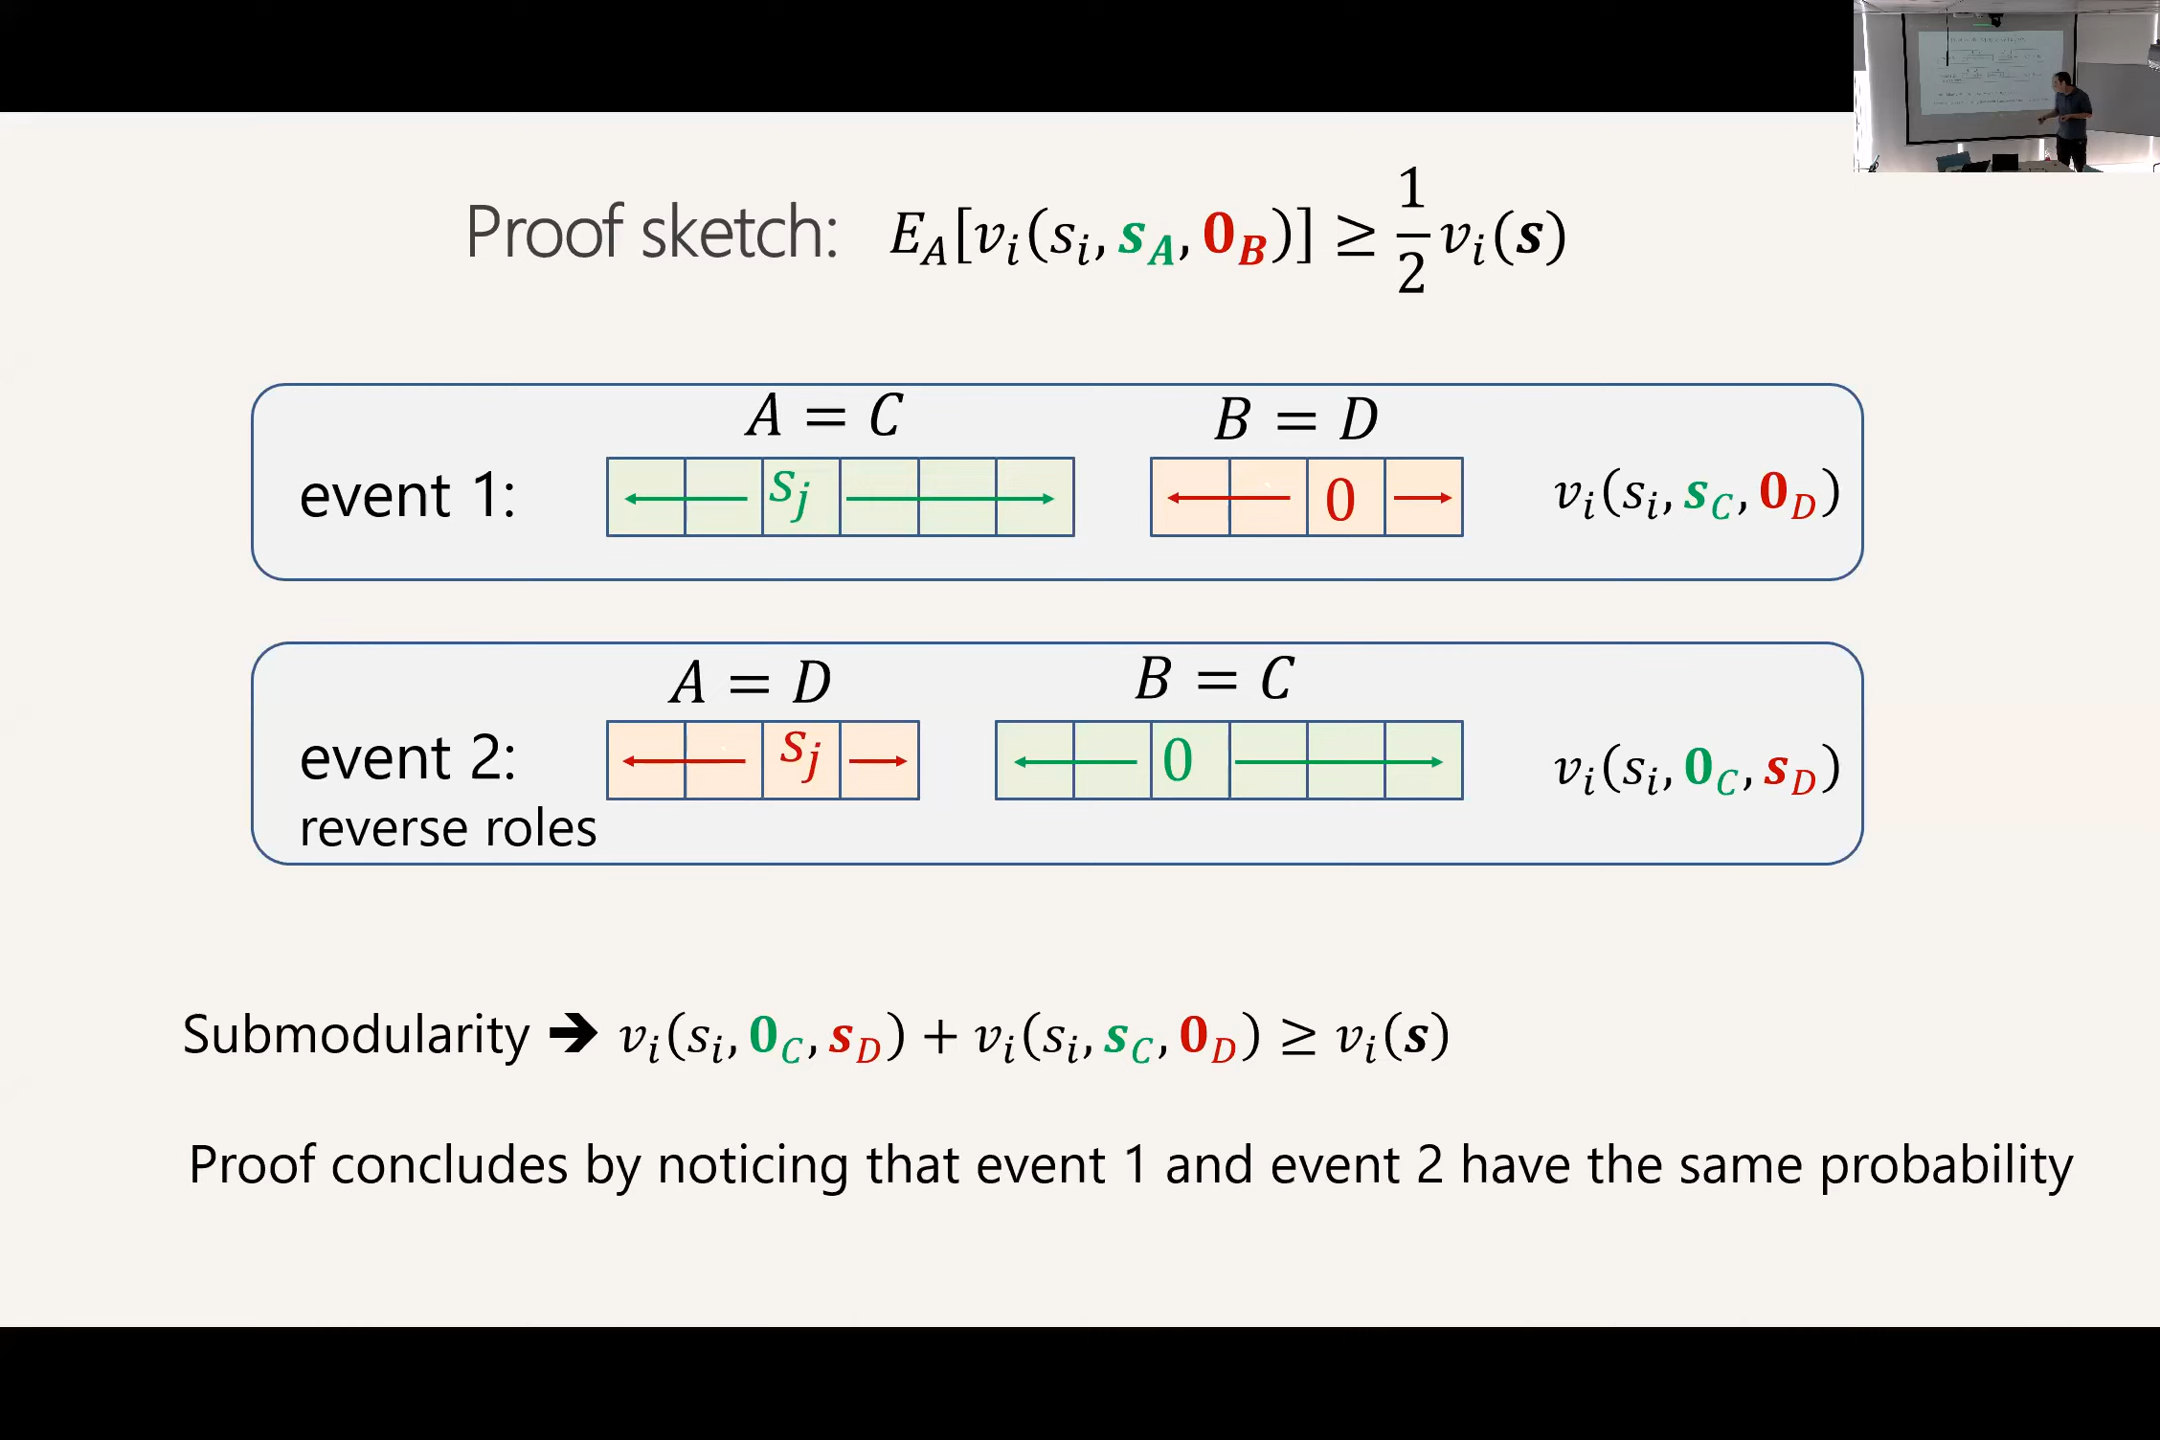 Proof sketch: E_A[v_i(s_i, s_A, 0_B)] ≥ 1/2 v_i(s)
A = C B = D
event 1: s_j 0 v_i(s_i, s_C, 0_D)
A = D B = C
event 2: s_j 0 v_i(s_i, 0_C, s_D)
reverse roles
Submodularity ➔ v_i(s_i, 0_C, s_D) + v_i(s_i, s_C, 0_D) ≥ v_i(s)
Proof concludes by noticing that event 1 and event 2 have the same probability